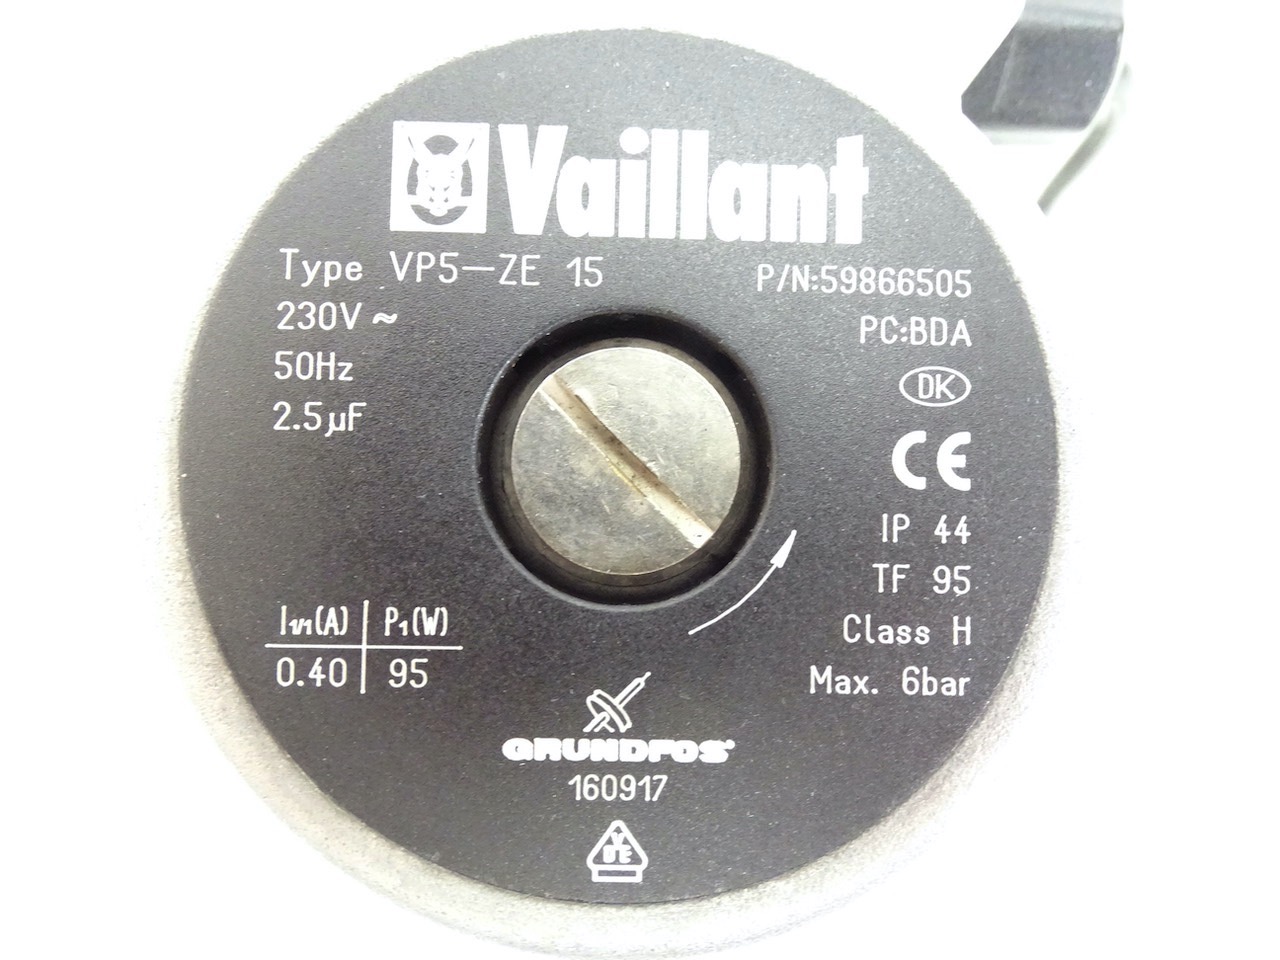 Vaillant
Type VP5-ZE 15
P/N:59866505
230V ~
PC:BDA
50Hz
DK
2.5µF
CE
IP 44
TF 95
Class H
Max. 6bar
I1/1(A) P1(W)
0.40 95
GRUNDFOS
160917
VDE